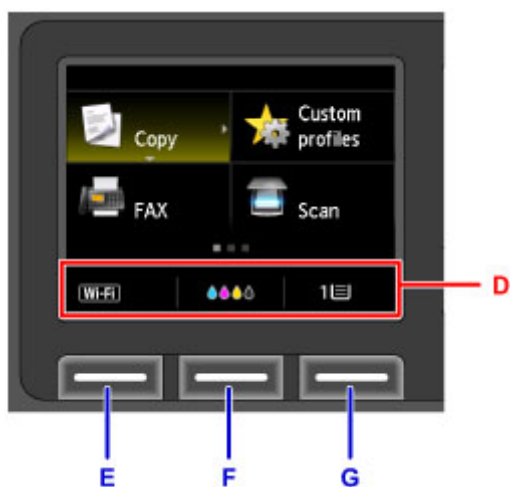 Copy
Custom
profiles
FAX
Scan
Wi-Fi
1
D
E
F
G